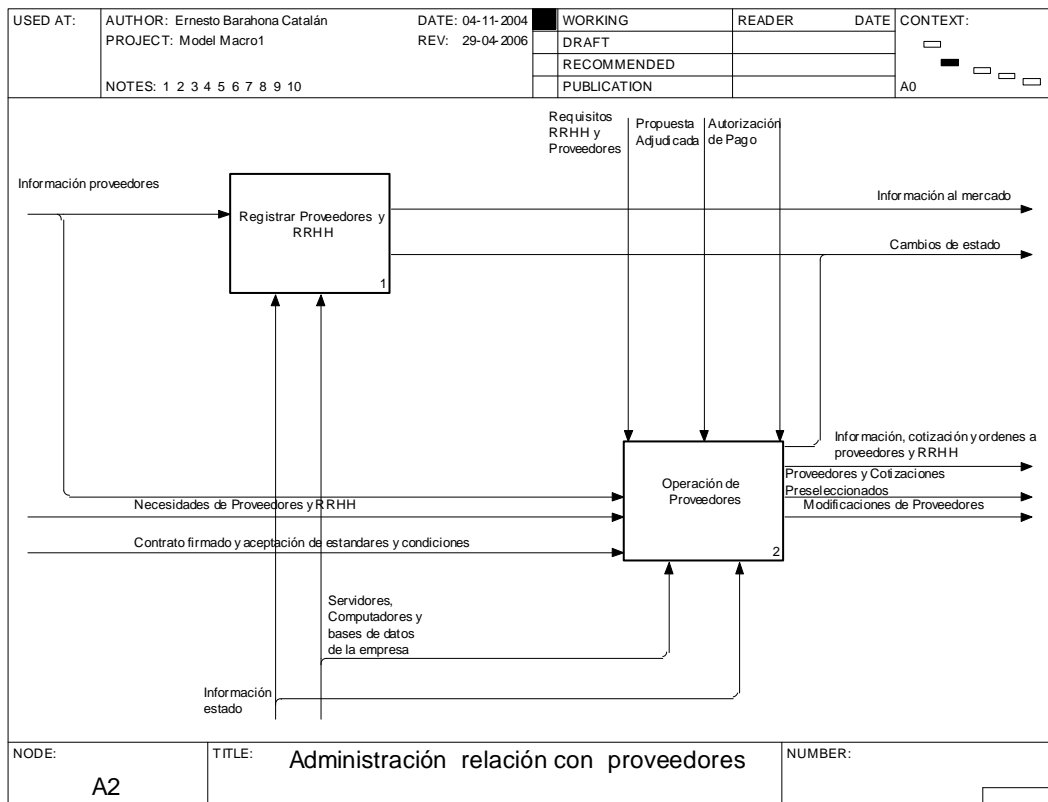 USED AT:
AUTHOR: Ernesto Barahona Catalán
DATE: 04-11-2004
PROJECT: Model Macro1
REV: 29-04-2006
NOTES: 1 2 3 4 5 6 7 8 9 10
WORKING
DRAFT
RECOMMENDED
PUBLICATION
READER
DATE
CONTEXT:
A0
Requisitos
RRHH y
Proveedores
Propuesta
Adjudicada
Autorización
de Pago
Información proveedores
Registrar Proveedores y
RRHH
1
Información al mercado
Cambios de estado
Información, cotización y ordenes a
proveedores y RRHH
Proveedores y Cotizaciones
Preseleccionados
Modificaciones de Proveedores
Operación de
Proveedores
2
Necesidades de Proveedores y RRHH
Contrato firmado y aceptación de estandares y condiciones
Servidores,
Computadores y
bases de datos
de la empresa
Información
estado
NODE:
A2
TITLE:
Administración relación con proveedores
NUMBER: